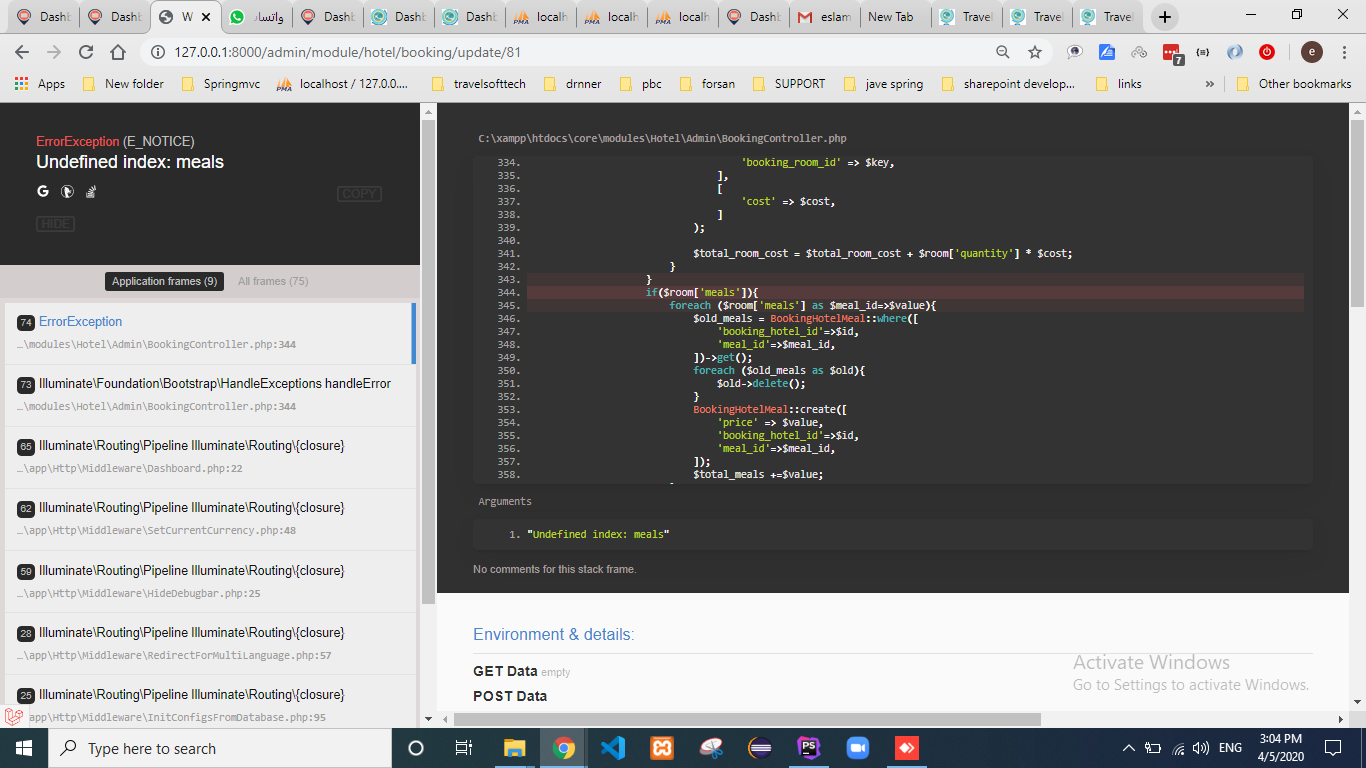 Dashb
Dashb
W
واتساب
Dashb
Dashb
Dashb
localh
localh
localh
Dashb
eslam
New Tab
Travel
Travel
Travel
127.0.0.1:8000/admin/module/hotel/booking/update/81
7
{≡}
e
Apps
New folder
Springmvc
localhost / 127.0.0....
travelsofttech
drnner
pbc
forsan
SUPPORT
jave spring
sharepoint develop...
links
»
Other bookmarks
ErrorException (E_NOTICE)
Undefined index: meals
COPY
HIDE
Application frames (9)
All frames (75)
74 ErrorException
…\modules\Hotel\Admin\BookingController.php:344
73 Illuminate\Foundation\Bootstrap\HandleExceptions handleError
…\modules\Hotel\Admin\BookingController.php:344
65 Illuminate\Routing\Pipeline Illuminate\Routing\{closure}
…\app\Http\Middleware\Dashboard.php:22
62 Illuminate\Routing\Pipeline Illuminate\Routing\{closure}
…\app\Http\Middleware\SetCurrentCurrency.php:48
59 Illuminate\Routing\Pipeline Illuminate\Routing\{closure}
…\app\Http\Middleware\HideDebugbar.php:25
28 Illuminate\Routing\Pipeline Illuminate\Routing\{closure}
…\app\Http\Middleware\RedirectForMultiLanguage.php:57
25 Illuminate\Routing\Pipeline Illuminate\Routing\{closure}
app\Http\Middleware\InitConfigsFromDatabase.php:95
C:\xampp\htdocs\core\modules\Hotel\Admin\BookingController.php
334. 'booking_room_id' => $key,
335. ],
336. [
337. 'cost' => $cost,
338. ]
339. );
340.
341. $total_room_cost = $total_room_cost + $room['quantity'] * $cost;
342. }
343. }
344. if($room['meals']){
345. foreach ($room['meals'] as $meal_id=>$value){
346. $old_meals = BookingHotelMeal::where([
347. 'booking_hotel_id'=>$id,
348. 'meal_id'=>$meal_id,
349. ])->get();
350. foreach ($old_meals as $old){
351. $old->delete();
352. }
353. BookingHotelMeal::create([
354. 'price' => $value,
355. 'booking_hotel_id'=>$id,
356. 'meal_id'=>$meal_id,
357. ]);
358. $total_meals +=$value;
Arguments
1. "Undefined index: meals"
No comments for this stack frame.
Environment & details:
GET Data empty
POST Data
Activate Windows
Go to Settings to activate Windows.
Type here to search
PS
ENG
3:04 PM
4/5/2020